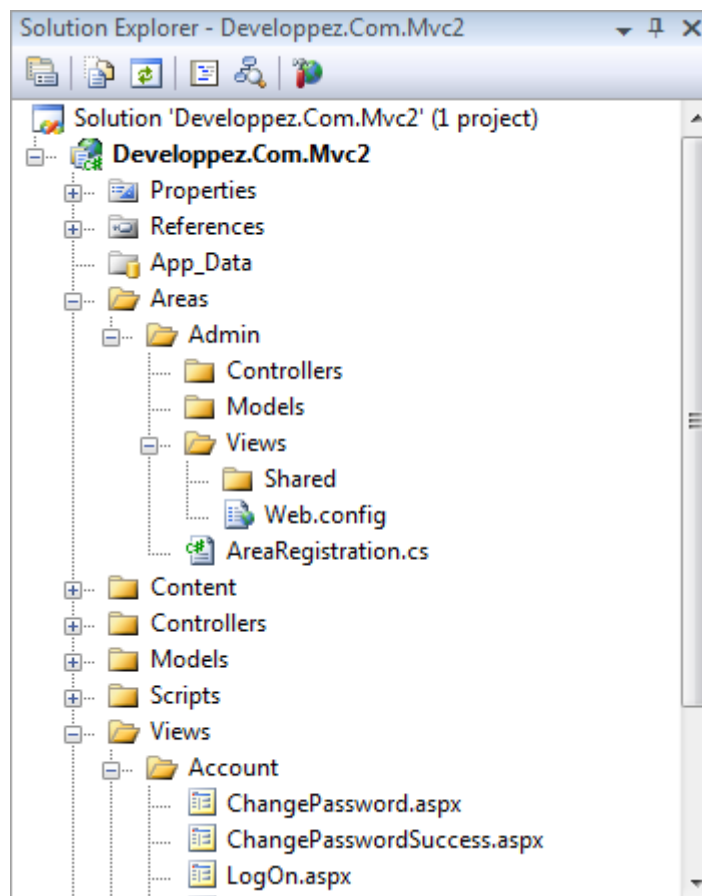 Solution Explorer - Developpez.Com.Mvc2
Solution 'Developpez.Com.Mvc2' (1 project)
Developpez.Com.Mvc2
Properties
References
App_Data
Areas
Admin
Controllers
Models
Views
Shared
Web.config
AreaRegistration.cs
Content
Controllers
Models
Scripts
Views
Account
ChangePassword.aspx
ChangePasswordSuccess.aspx
LogOn.aspx